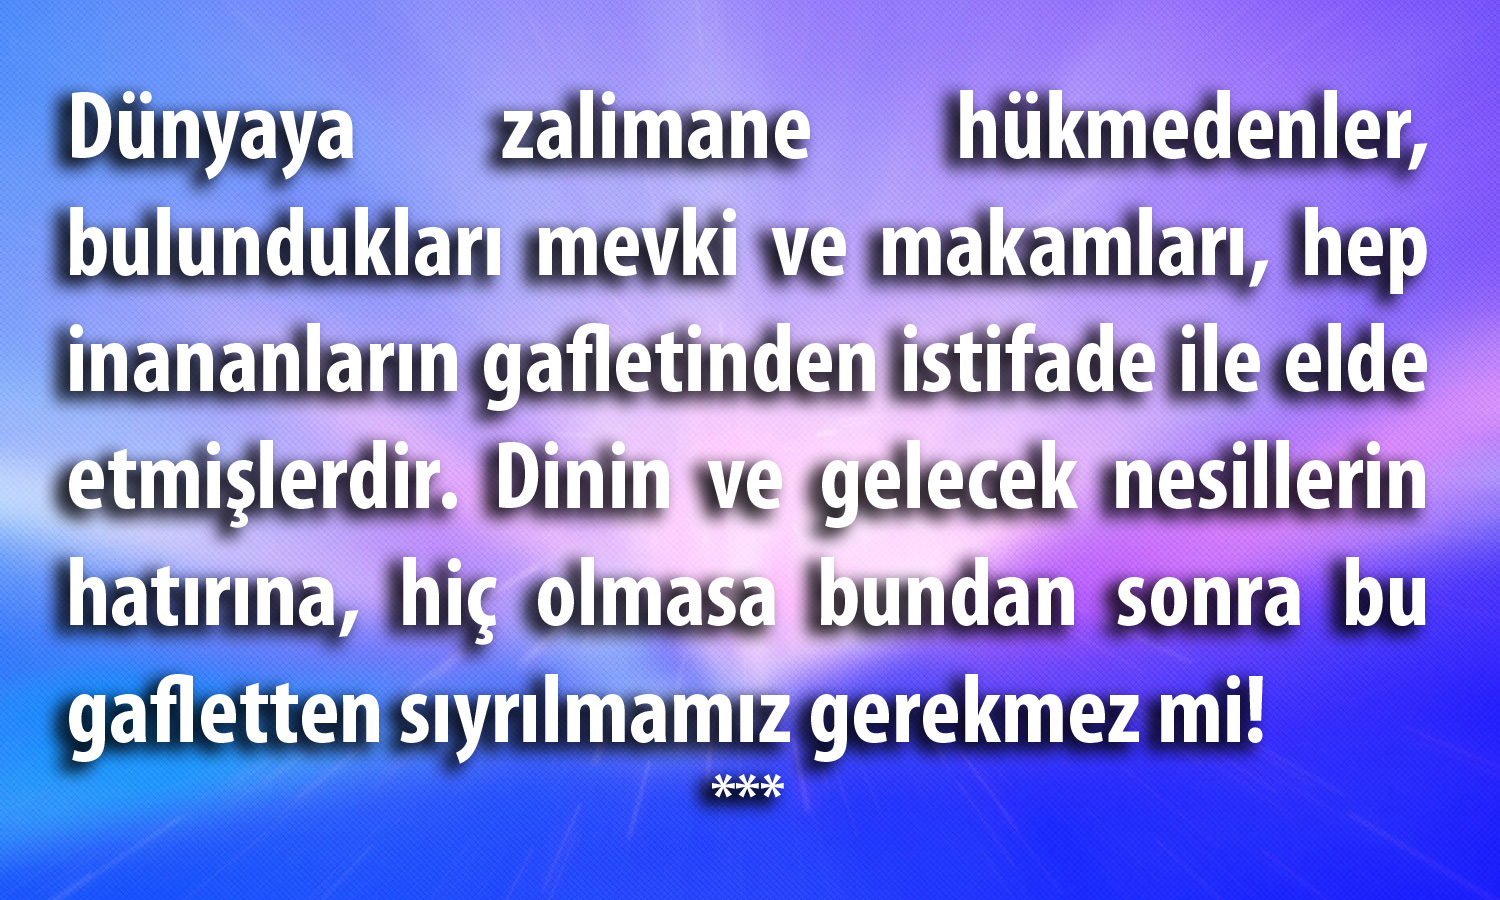 Dünyaya zalimane hükmedenler,
bulundukları mevki ve makamları, hep
inananların gafletinden istifade ile elde
etmişlerdir. Dinin ve gelecek nesillerin
hatırına, hiç olmasa bundan sonra bu
gafletten sıyrılmamız gerekmez mi!
***